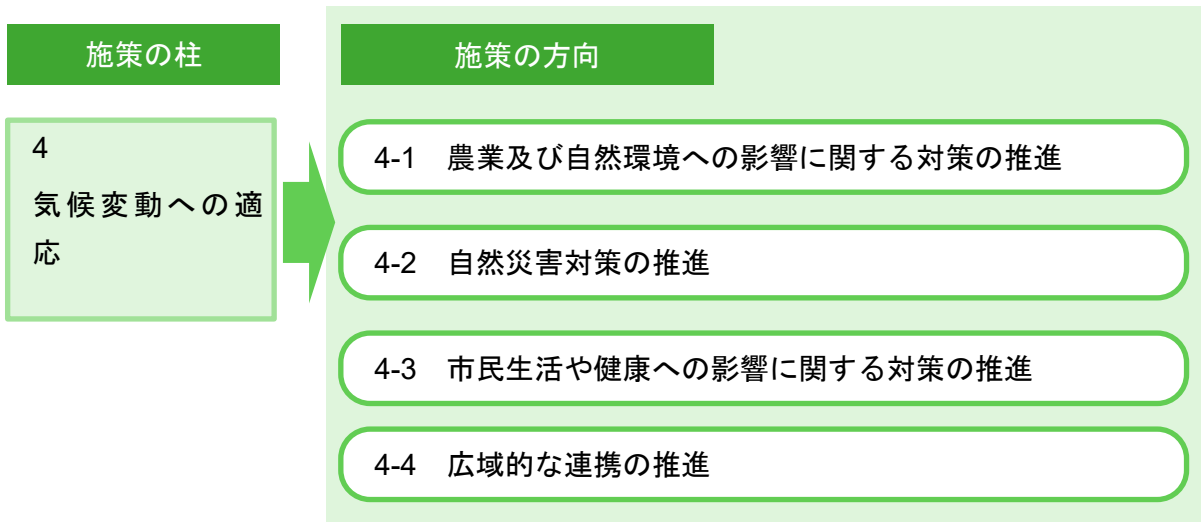 施策の柱
施策の方向
4
気候変動への適
応
4-1 農業及び自然環境への影響に関する対策の推進
4-2 自然災害対策の推進
4-3 市民生活や健康への影響に関する対策の推進
4-4 広域的な連携の推進